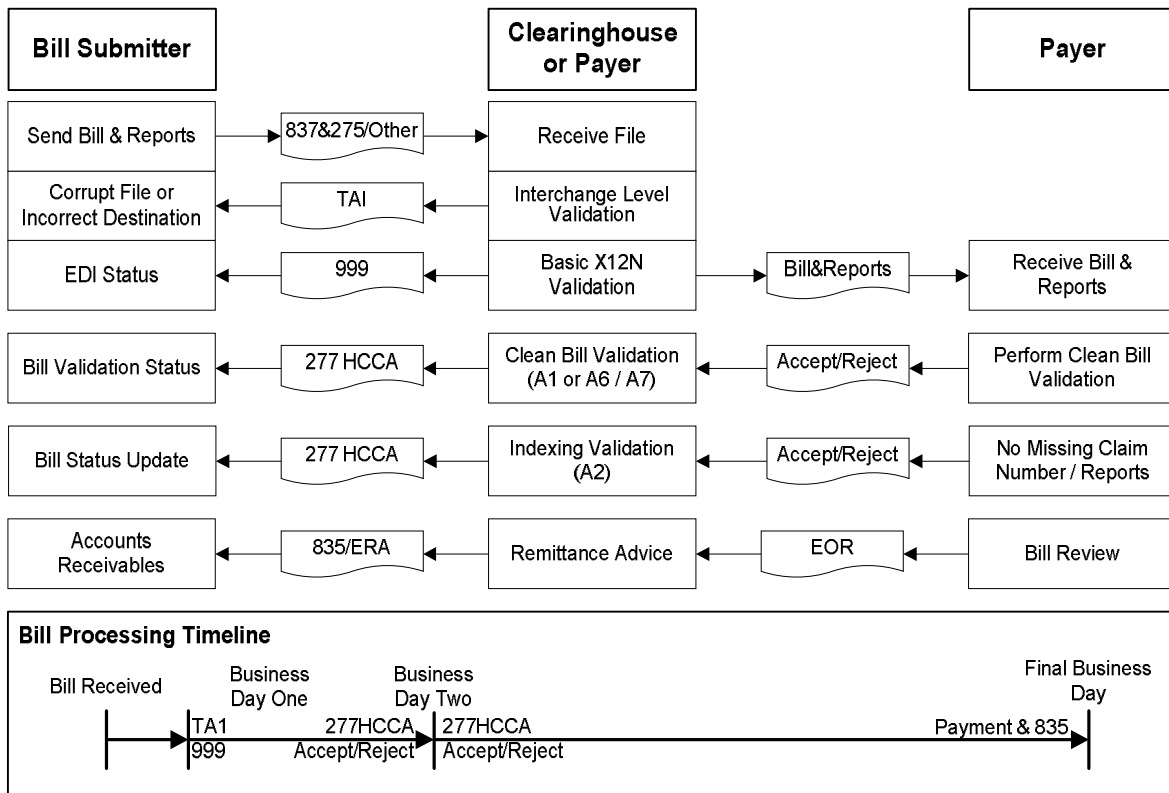 Bill Submitter
Clearinghouse
or Payer
Payer
Send Bill & Reports
837&275/Other
Receive File
Corrupt File or
Incorrect Destination
TAI
Interchange Level
Validation
EDI Status
999
Basic X12N
Validation
Bill&Reports
Receive Bill &
Reports
Bill Validation Status
277 HCCA
Clean Bill Validation
(A1 or A6 / A7)
Accept/Reject
Perform Clean Bill
Validation
Bill Status Update
277 HCCA
Indexing Validation
(A2)
Accept/Reject
No Missing Claim
Number / Reports
Accounts
Receivables
835/ERA
Remittance Advice
EOR
Bill Review
Bill Processing Timeline
Bill Received
Business
Day One
Business
Day Two
Final Business
Day
TA1
999
277HCCA
Accept/Reject
277HCCA
Accept/Reject
Payment & 835